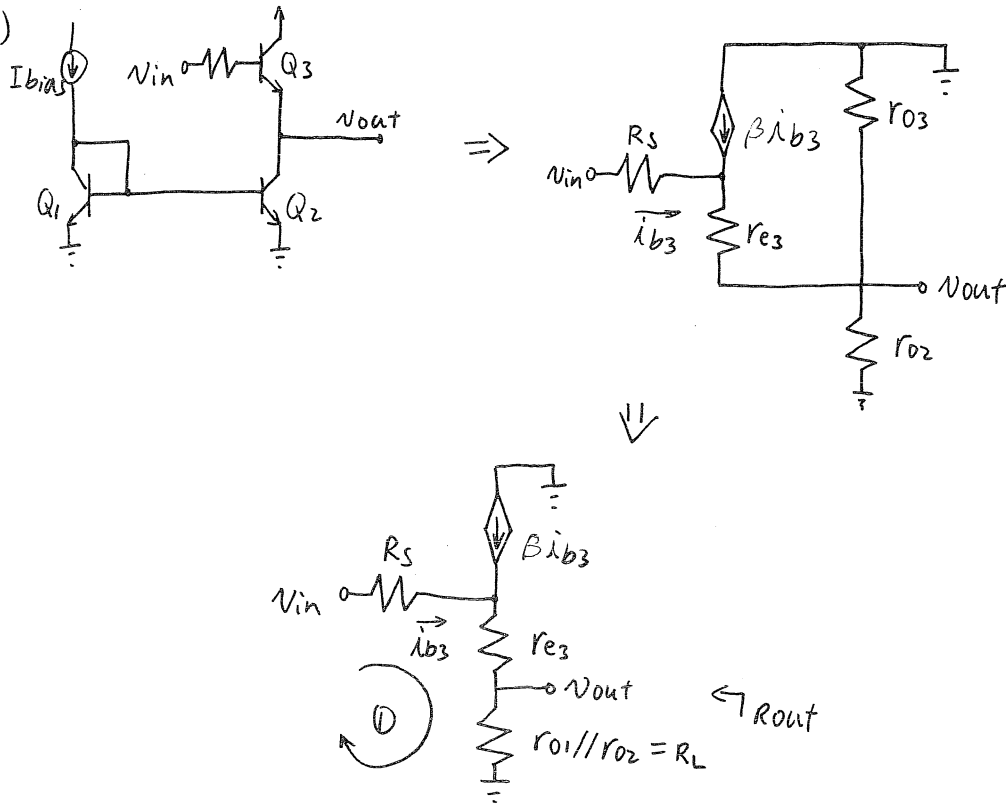 )
Ibias
Vin
Q3
Vout
Q1
Q2
⇒
Rs
Vin
ib3
βib3
re3
ro3
Vout
ro2
⇓
Rs
Vin
ib3
βib3
re3
Vout
Rout
①
ro1//ro2 = RL